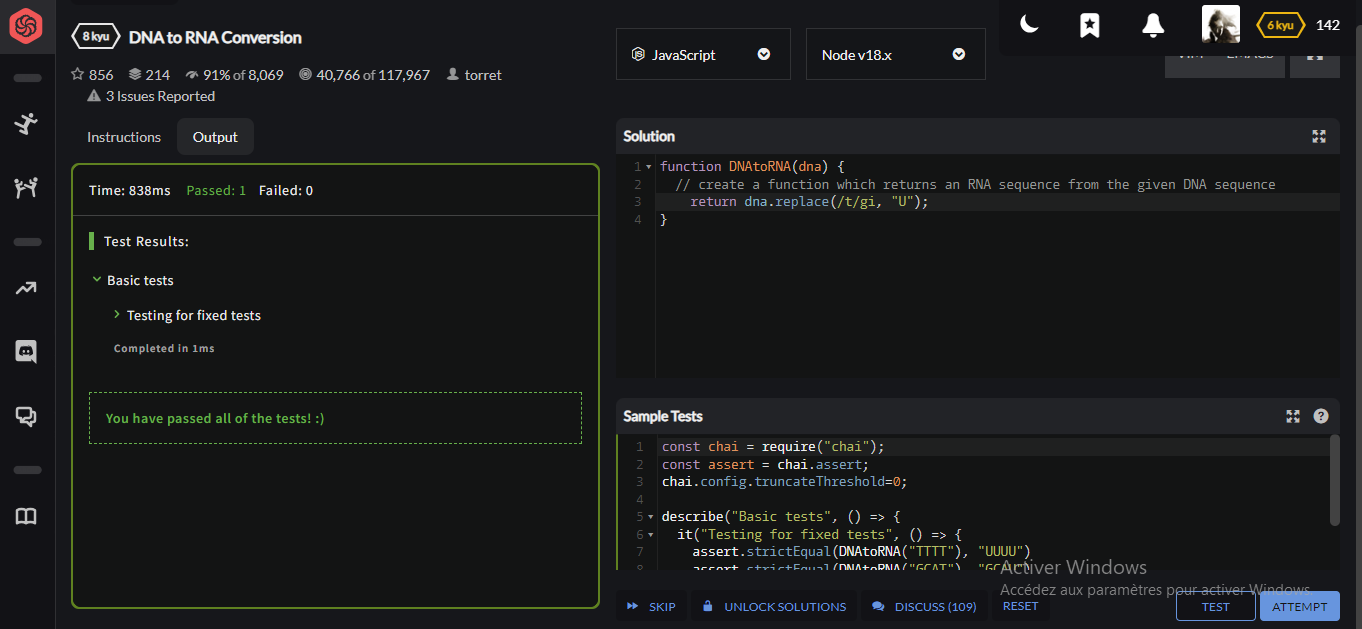 8 kyu DNA to RNA Conversion
856 214 91% of 8,069 40,766 of 117,967 torret
3 Issues Reported
Instructions Output
Time: 838ms Passed: 1 Failed: 0
Test Results:
Basic tests
Testing for fixed tests
Completed in 1ms
You have passed all of the tests! :)
JavaScript
Node v18.x
6 kyu 142
VIM EMACS
Solution
1 function DNAtoRNA(dna) {
2 // create a function which returns an RNA sequence from the given DNA sequence
3 return dna.replace(/t/gi, "U");
4 }
Sample Tests
1 const chai = require("chai");
2 const assert = chai.assert;
3 chai.config.truncateThreshold=0;
4
5 describe("Basic tests", () => {
6 it("Testing for fixed tests", () => {
7 assert.strictEqual(DNAtoRNA("TTTT"), "UUUU")
8 assert.strictEqual(DNAtoRNA("GCAT"), "GCAU")
Activer Windows
Accédez aux paramètres pour activer Windows.
SKIP UNLOCK SOLUTIONS DISCUSS (109) RESET TEST ATTEMPT